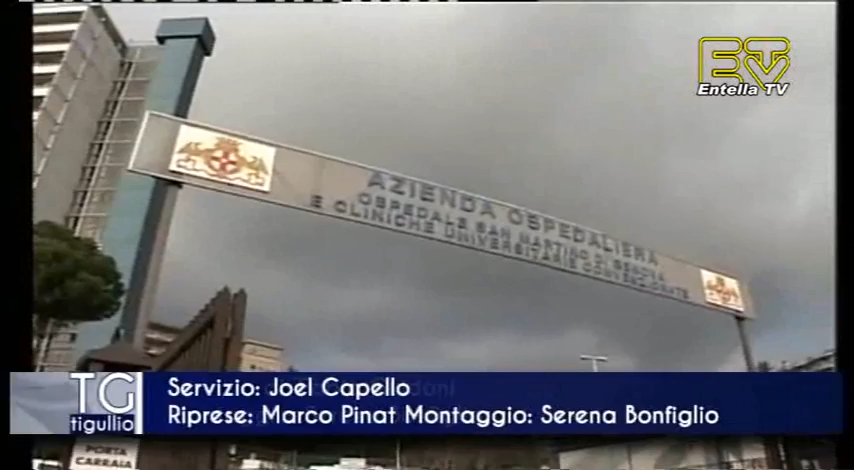 ETV
Entella TV
AZIENDA OSPEDALIERA
OSPEDALE SAN MARTINO DI GENOVA
E CLINICHE UNIVERSITARIE CONVENZIONATE
TG
tigullio
Servizio: Joel Capello
Riprese: Marco Pinat Montaggio: Serena Bonfiglio
PORTA
CARRAIA